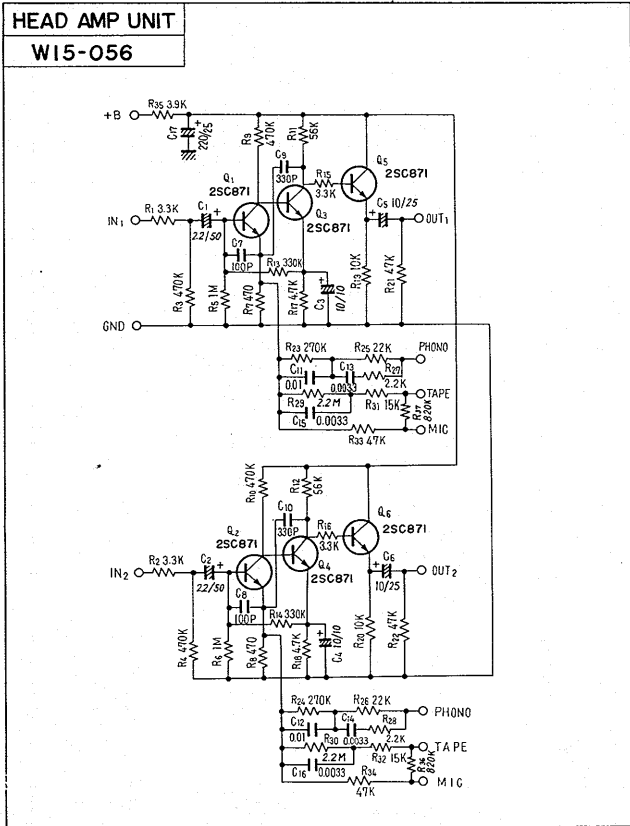 HEAD AMP UNIT
W15-056
+B
R35 3.9K
C17
220/25
R9
470K
R11
56K
C9
330P
Q1
2SC871
R15
3.3K
Q5
2SC871
Q3
2SC871
IN1
R1 3.3K
C1
2.2/50
C5 10/25
OUT1
C7
100P
R13 330K
R3 470K
R5 1M
R7 470
R17 4.7K
C3
10/10
R19 10K
R21 47K
GND
R23 270K
R25 22K
PHONO
C11
0.01
C13
0.0033
R27
2.2K
R29
2.2M
R31 15K
TAPE
R37
820K
C15
0.0033
R33 47K
MIC
R10 470K
R12
56K
C10
330P
Q2
2SC871
R16
3.3K
Q6
2SC871
Q4
2SC871
IN2
R2 3.3K
C2
2.2/50
C6
10/25
OUT2
C8
100P
R14 330K
R4 470K
R6 1M
R8 470
R18 4.7K
C4 10/10
R20 10K
R22 47K
R24 270K
R26 22K
PHONO
C12
0.01
C14
0.0033
R28
2.2K
R30
2.2M
R32 15K
TAPE
R36
820K
C16
0.0033
R34
47K
MIC